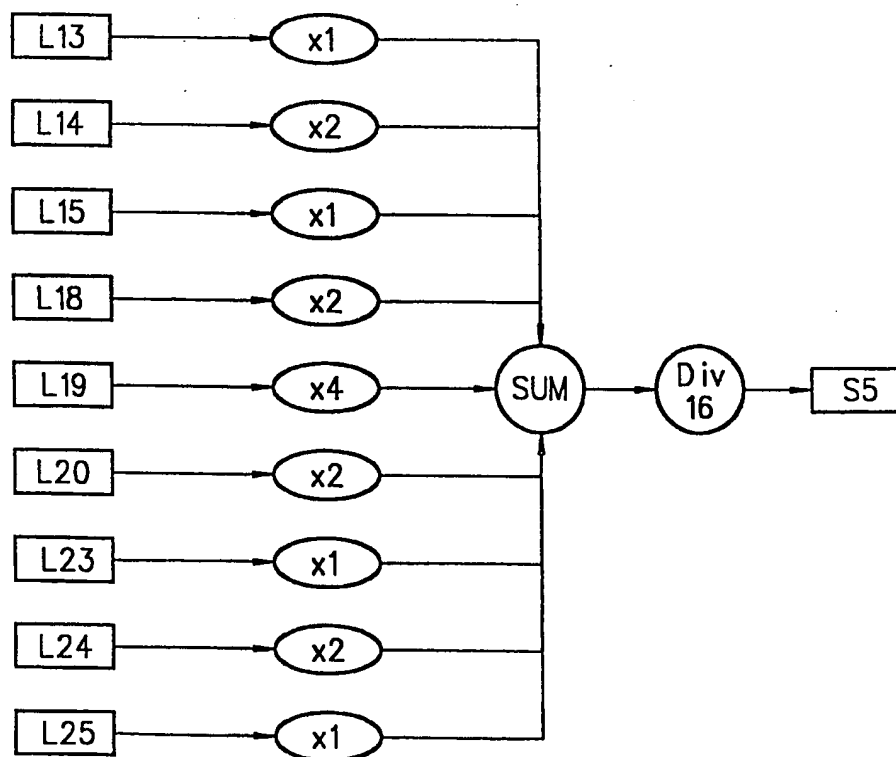 L13 x1
L14 x2
L15 x1
L18 x2
L19 x4 SUM Div 16 S5
L20 x2
L23 x1
L24 x2
L25 x1